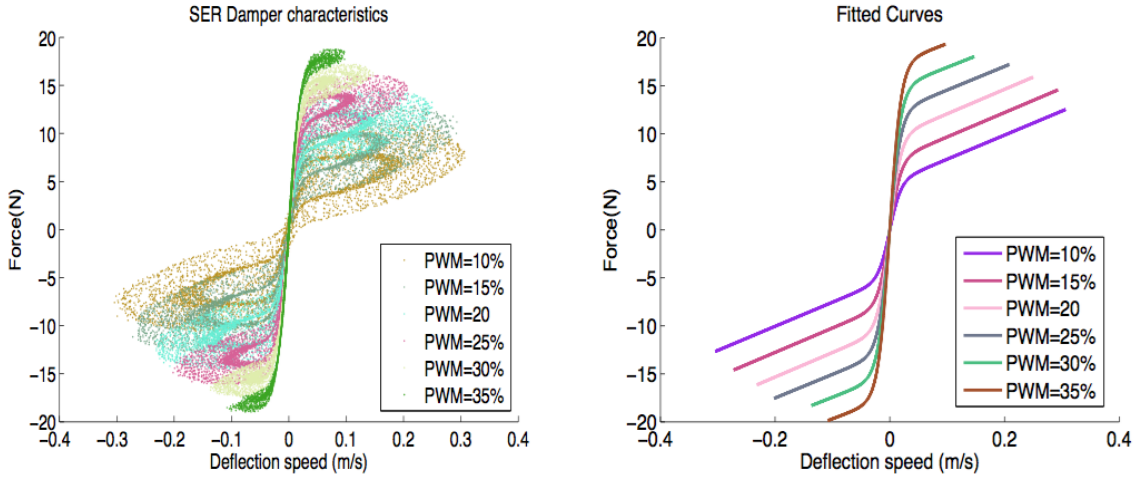 SER Damper characteristics
Force(N)
20
15
10
5
0
−5
−10
−15
−20
PWM=10%
PWM=15%
PWM=20
PWM=25%
PWM=30%
PWM=35%
−0.4
−0.3
−0.2
−0.1
0
0.1
0.2
0.3
0.4
Deflection speed (m/s)
Fitted Curves
Force(N)
20
15
10
5
0
−5
−10
−15
−20
PWM=10%
PWM=15%
PWM=20
PWM=25%
PWM=30%
PWM=35%
−0.4
−0.2
0
0.2
0.4
Deflection speed (m/s)